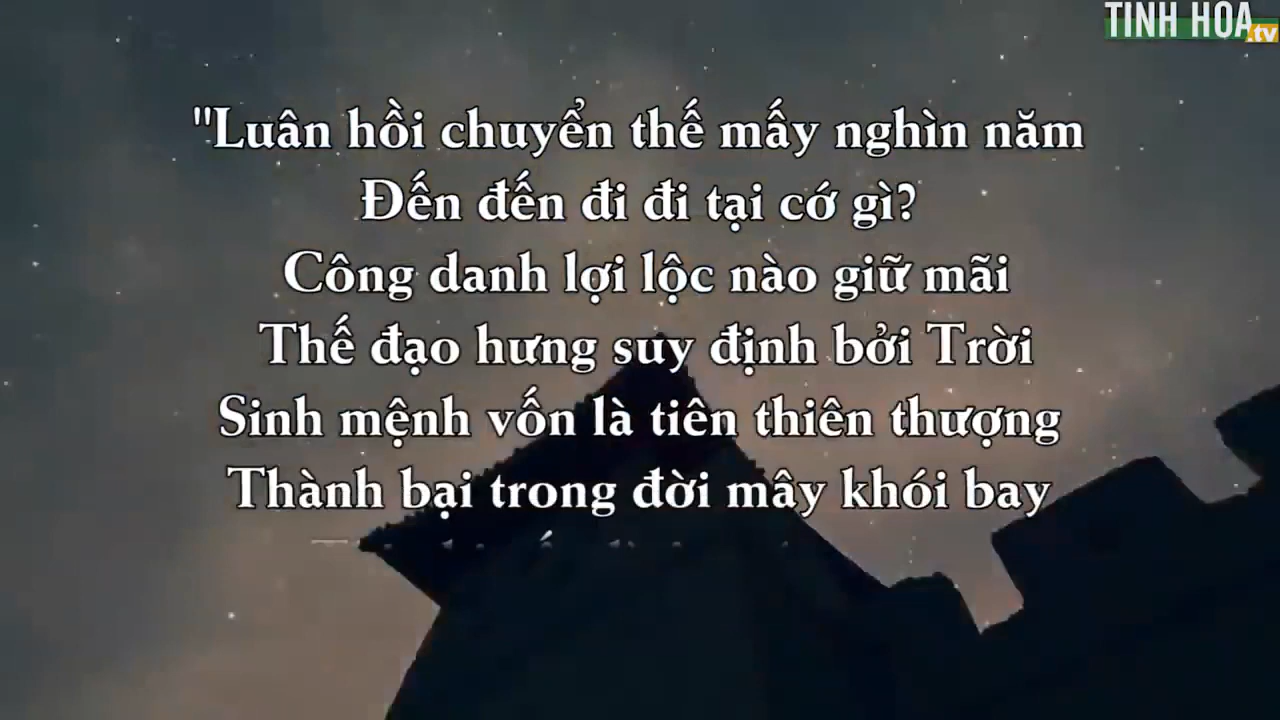 TINH HOA.tv
"Luân hồi chuyển thế mấy nghìn năm
Đến đến đi đi tại cớ gì?
Công danh lợi lộc nào giữ mãi
Thế đạo hưng suy định bởi Trời
Sinh mệnh vốn là tiên thiên thượng
Thành bại trong đời mây khói bay